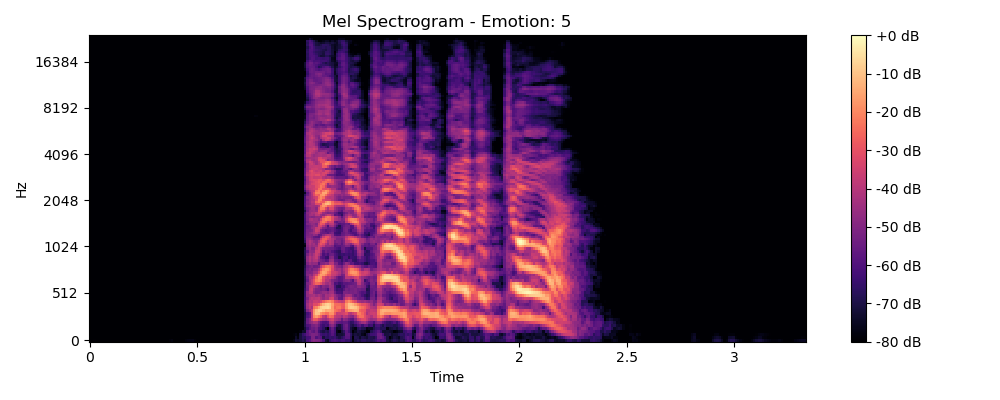 Mel Spectrogram - Emotion: 5
16384
8192
4096
2048
1024
512
0
Hz
0
0.5
1
1.5
2
2.5
3
Time
+0 dB
-10 dB
-20 dB
-30 dB
-40 dB
-50 dB
-60 dB
-70 dB
-80 dB